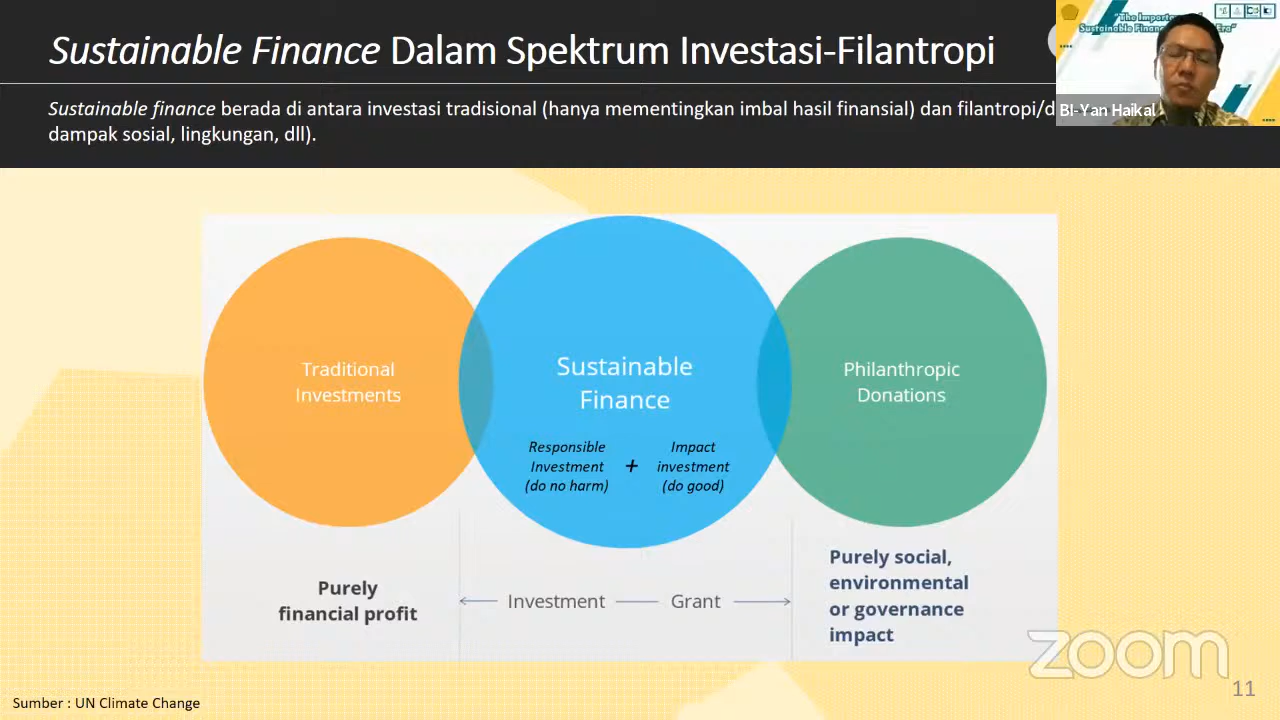 Sustainable Finance Dalam Spektrum Investasi-Filantropi
Sustainable finance berada di antara investasi tradisional (hanya mementingkan imbal hasil finansial) dan filantropi/d
dampak sosial, lingkungan, dll).
BI-Yan Haikal
Traditional
Investments
Sustainable
Finance
Responsible
Investment
(do no harm)
+
Impact
investment
(do good)
Philanthropic
Donations
Purely
financial profit
Investment
Grant
Purely social,
environmental
or governance
impact
zoom
11
Sumber : UN Climate Change